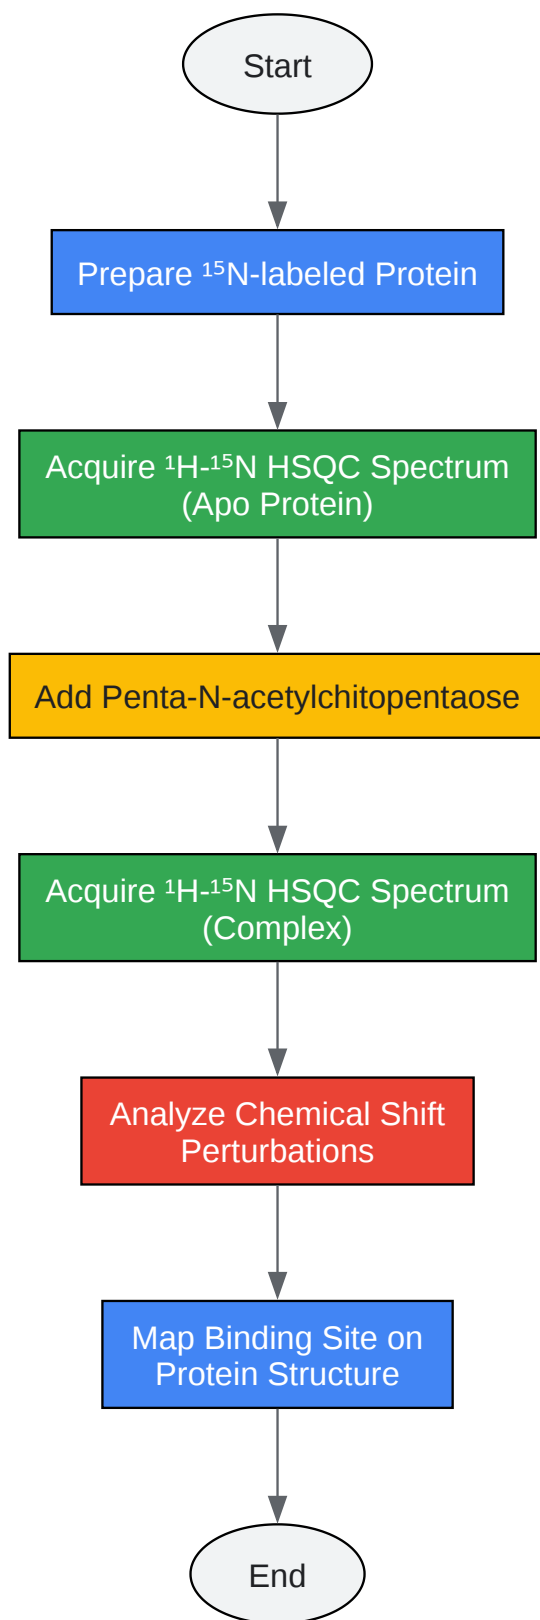 Start
Prepare ¹⁵N-labeled Protein
Acquire ¹H-¹⁵N HSQC Spectrum
(Apo Protein)
Add Penta-N-acetylchitopentaose
Acquire ¹H-¹⁵N HSQC Spectrum
(Complex)
Analyze Chemical Shift
Perturbations
Map Binding Site on
Protein Structure
End